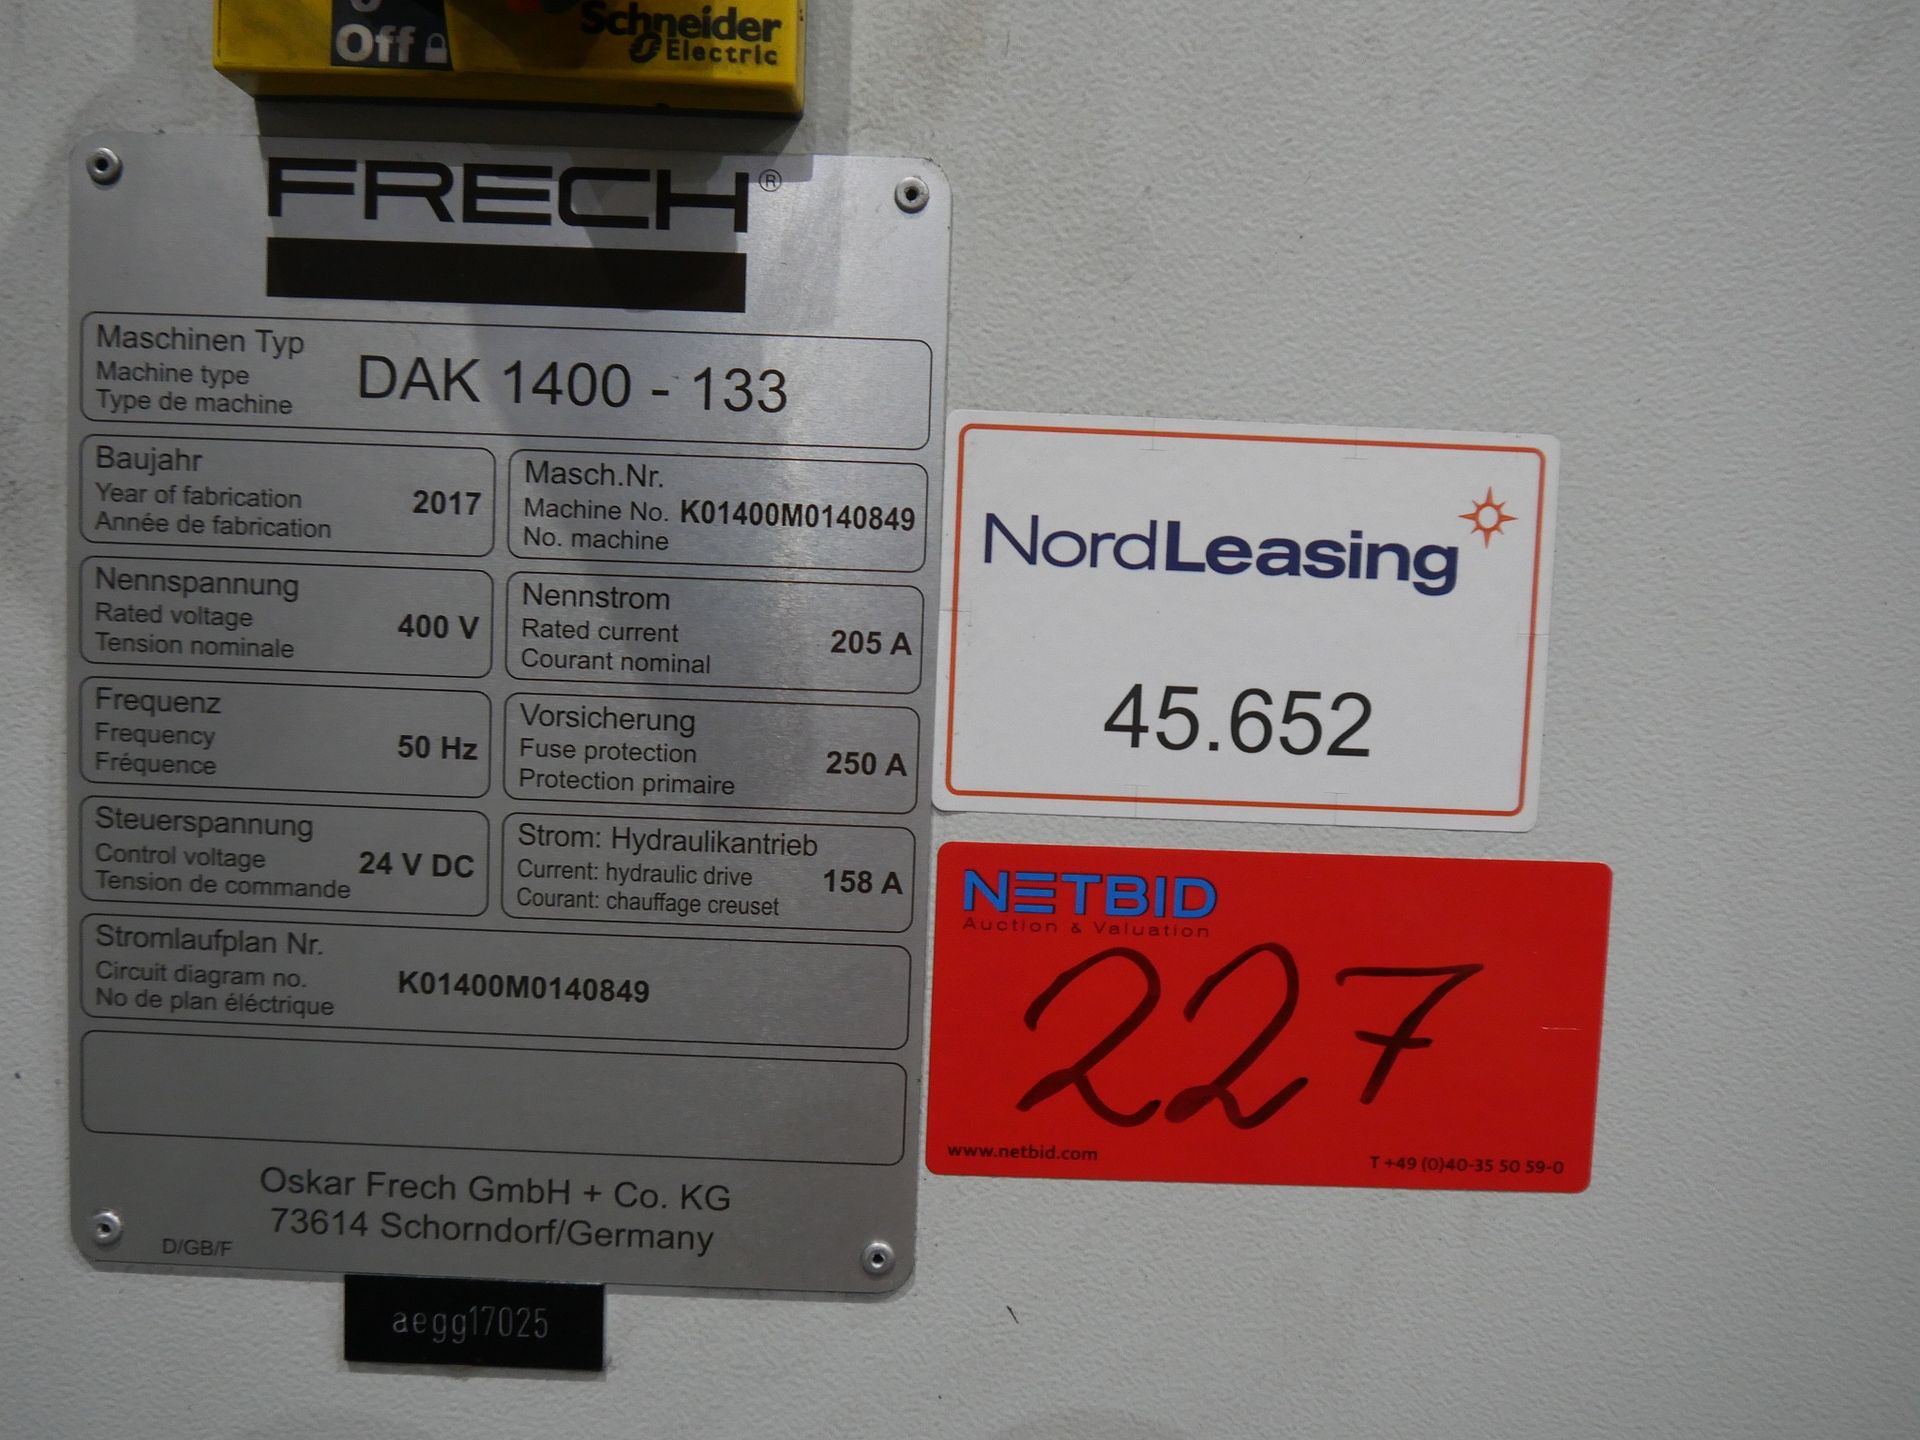 Off
Schneider
Electric
FRECH®
Maschinen Typ
Machine type
Type de machine
DAK 1400 - 133
Baujahr
Year of fabrication
Année de fabrication
2017
Masch.Nr.
Machine No.
No. machine
K01400M0140849
Nennspannung
Rated voltage
Tension nominale
400 V
Nennstrom
Rated current
Courant nominal
205 A
Frequenz
Frequency
Fréquence
50 Hz
Vorsicherung
Fuse protection
Protection primaire
250 A
Steuerspannung
Control voltage
Tension de commande
24 V DC
Strom: Hydraulikantrieb
Current: hydraulic drive
Courant: chauffage creuset
158 A
Stromlaufplan Nr.
Circuit diagram no.
No de plan éléctrique
K01400M0140849
Oskar Frech GmbH + Co. KG
73614 Schorndorf/Germany
D/GB/F
aegg17025
NordLeasing
45.652
NETBID
Auction & Valuation
227
www.netbid.com
T +49 (0)40-35 50 59-0